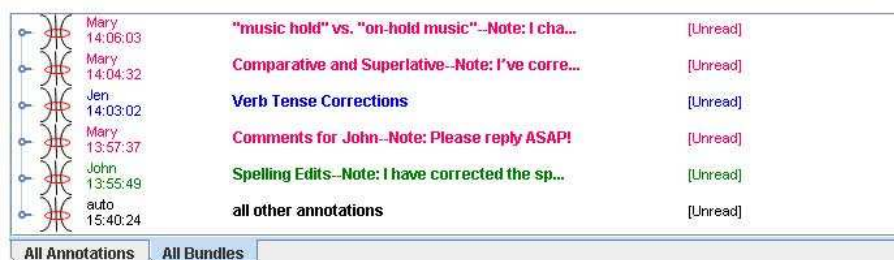 Mary "music hold" vs. "on-hold music"--Note: I cha... [Unread]
14:06:03
Mary Comparative and Superlative--Note: I've corre... [Unread]
14:04:32
Jen Verb Tense Corrections [Unread]
14:03:02
Mary Comments for John--Note: Please reply ASAP! [Unread]
13:57:37
John Spelling Edits--Note: I have corrected the sp... [Unread]
13:55:49
auto all other annotations [Unread]
15:40:24
All Annotations All Bundles